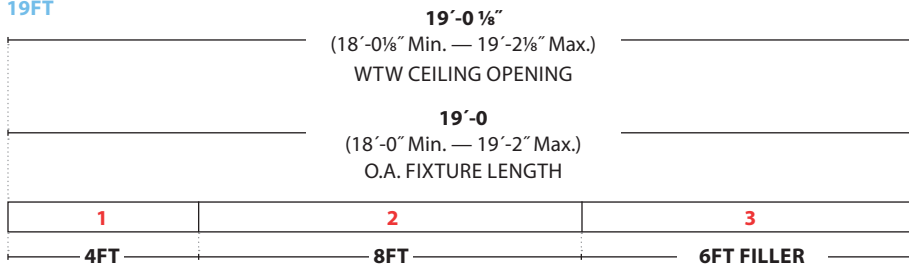 19FT
19´-0 ⅛˝
(18´-0⅛˝ Min. — 19´-2⅛˝ Max.)
WTW CEILING OPENING
19´-0
(18´-0˝ Min. — 19´-2˝ Max.)
O.A. FIXTURE LENGTH
1 2 3
4FT 8FT 6FT FILLER